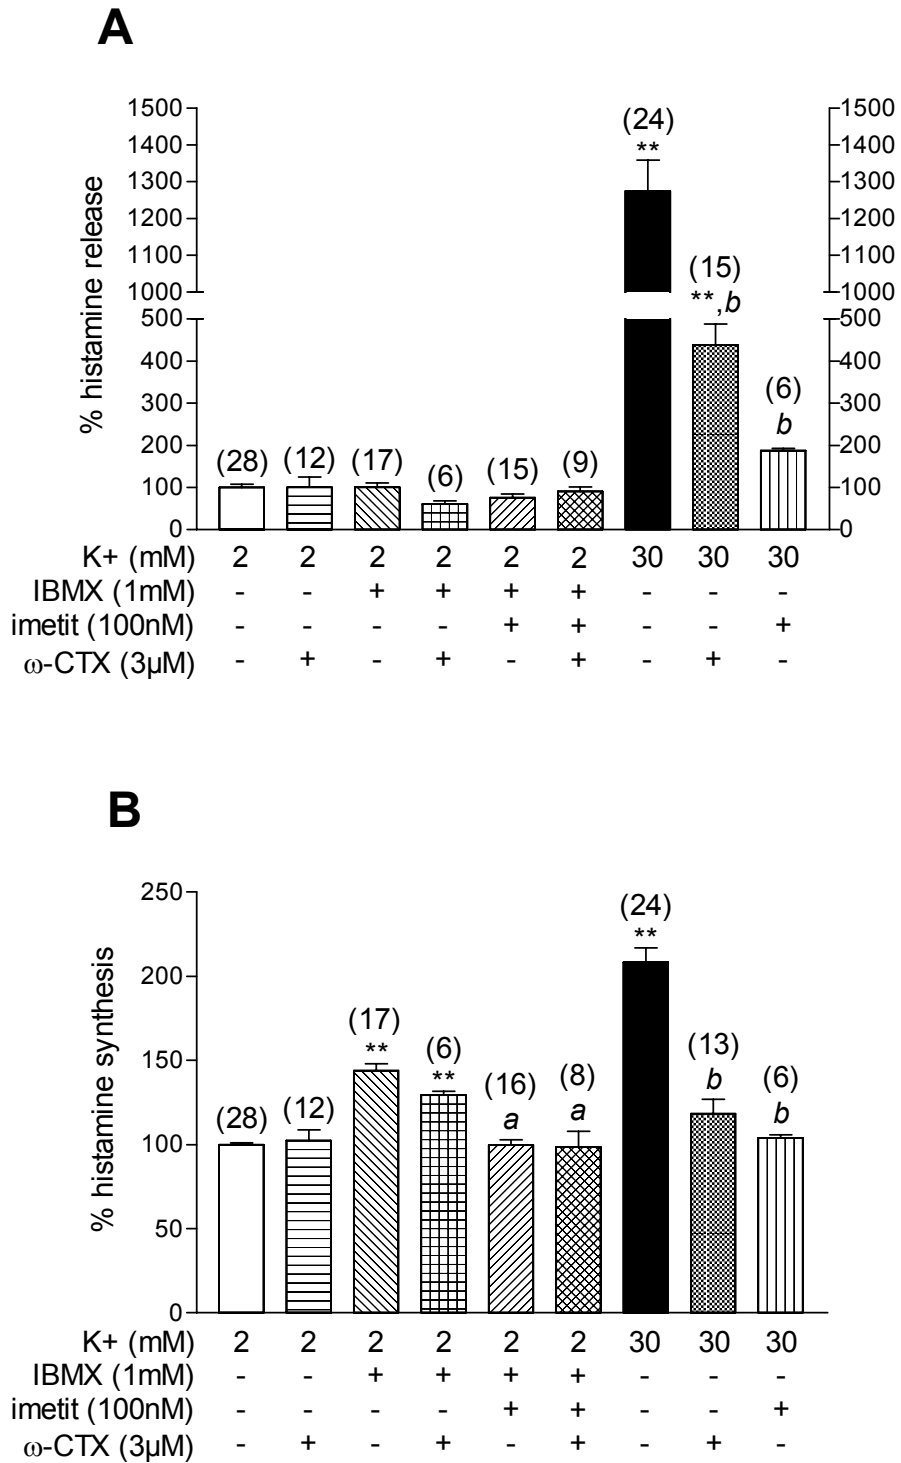 A
% histamine release
1500 1500
(24)
1400 1400
**
1300 1300
1200 1200
1100 1100
(15)
1000 1000
**,b
500 500
400 400
(6)
300 300
b
200 200
(28) (12) (17) (6) (15) (9)
100 100
0 0
K+ (mM) 2 2 2 2 2 2 30 30 30
IBMX (1mM) - - + + + + - - -
imetit (100nM) - - - - + + - - +
ω-CTX (3µM) - + - + - + - + -
B
% histamine synthesis
250
(24)
**
200
(17)
**
150
(6)
**
(13)
b
(16)
a
(8)
a
(6)
b
(28) (12)
100
50
0
K+ (mM) 2 2 2 2 2 2 30 30 30
IBMX (1mM) - - + + + + - - -
imetit (100nM) - - - - + + - - +
ω-CTX (3µM) - + - + - + - + -